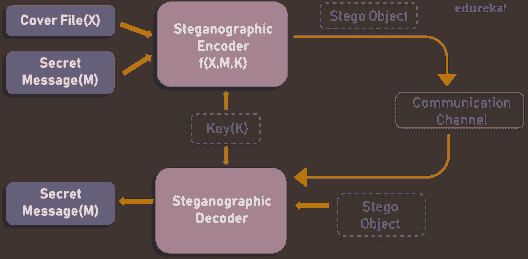 edureka!
Cover File(X)
Secret
Message(M)
Steganographic
Encoder
f(X,M,K)
Stego Object
Communication
Channel
Key(K)
Secret
Message(M)
Steganographic
Decoder
Stego
Object